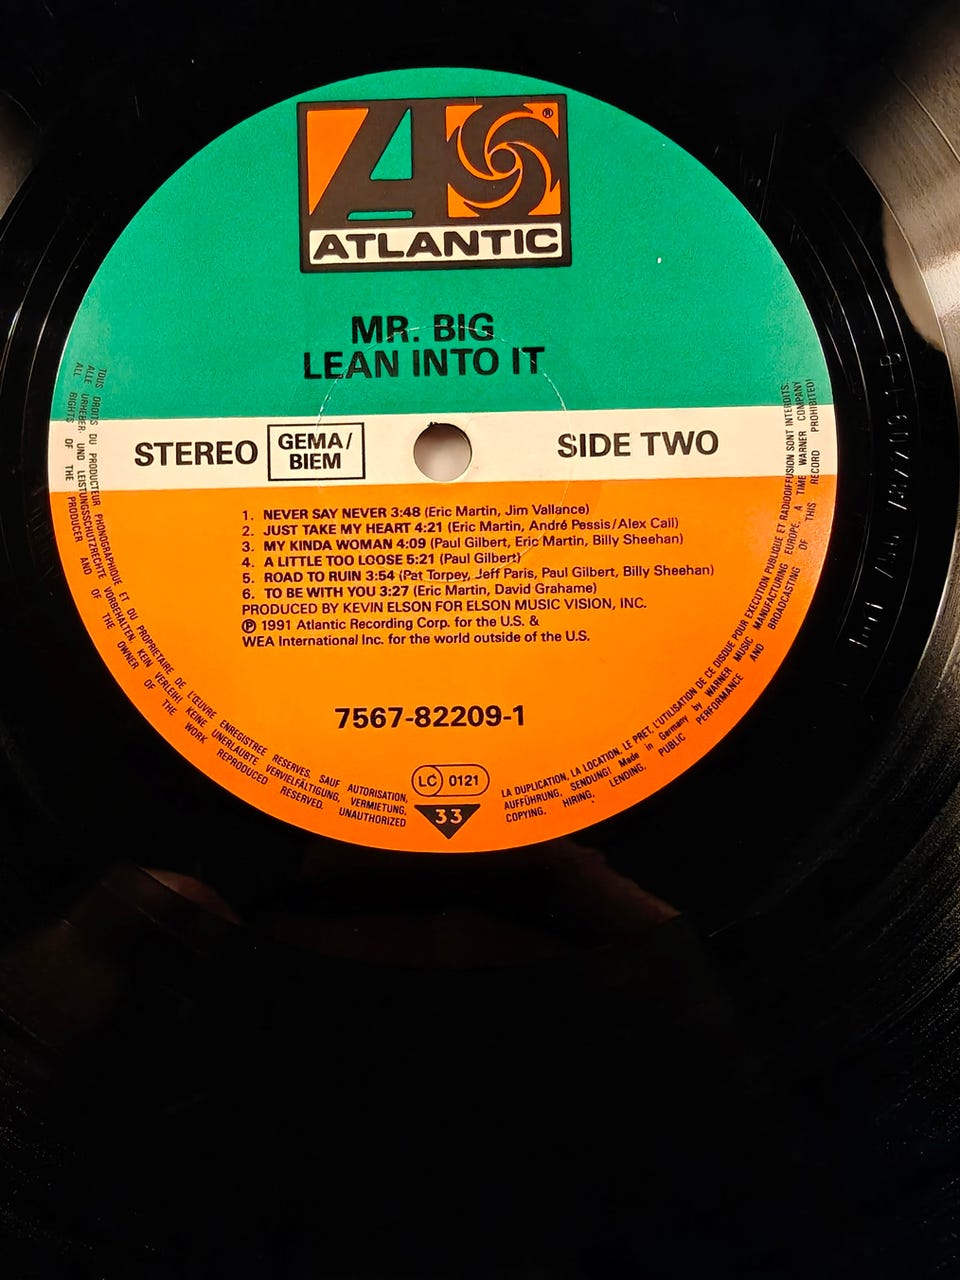 ®
ATLANTIC
MR. BIG
LEAN INTO IT
STEREO
GEMA/
BIEM
SIDE TWO
1. NEVER SAY NEVER 3:48 (Eric Martin, Jim Vallance)
2. JUST TAKE MY HEART 4:21 (Eric Martin, André Pessis/Alex Call)
3. MY KINDA WOMAN 4:09 (Paul Gilbert, Eric Martin, Billy Sheehan)
4. A LITTLE TOO LOOSE 5:21 (Paul Gilbert)
5. ROAD TO RUIN 3:54 (Pat Torpey, Jeff Paris, Paul Gilbert, Billy Sheehan)
6. TO BE WITH YOU 3:27 (Eric Martin, David Grahame)
PRODUCED BY KEVIN ELSON FOR ELSON MUSIC VISION, INC.
℗ 1991 Atlantic Recording Corp. for the U.S. &
WEA International Inc. for the world outside of the U.S.
7567-82209-1
LC 0121
33
TOUS DROITS DU PRODUCTEUR PHONOGRAPHIQUE ET DU PROPRIETAIRE DE L'ŒUVRE ENREGISTREE RESERVES. SAUF AUTORISATION,
LA DUPLICATION, LA LOCATION, LE PRET, L'UTILISATION DE CE DISQUE POUR EXECUTION PUBLIQUE ET RADIODIFFUSION SONT INTERDITS.
ALLE URHEBER- UND LEISTUNGSSCHUTZRECHTE VORBEHALTEN. KEIN VERLEIH! KEINE UNERLAUBTE VERVIELFÄLTIGUNG, VERMIETUNG,
AUFFÜHRUNG, SENDUNG! Made in Germany by WARNER MUSIC MANUFACTURING EUROPE. A TIME WARNER COMPANY
ALL RIGHTS OF THE PRODUCER AND OF THE OWNER OF THE WORK REPRODUCED RESERVED. UNAUTHORIZED
COPYING, HIRING, LENDING, PUBLIC PERFORMANCE AND BROADCASTING OF THIS RECORD PROHIBITED!